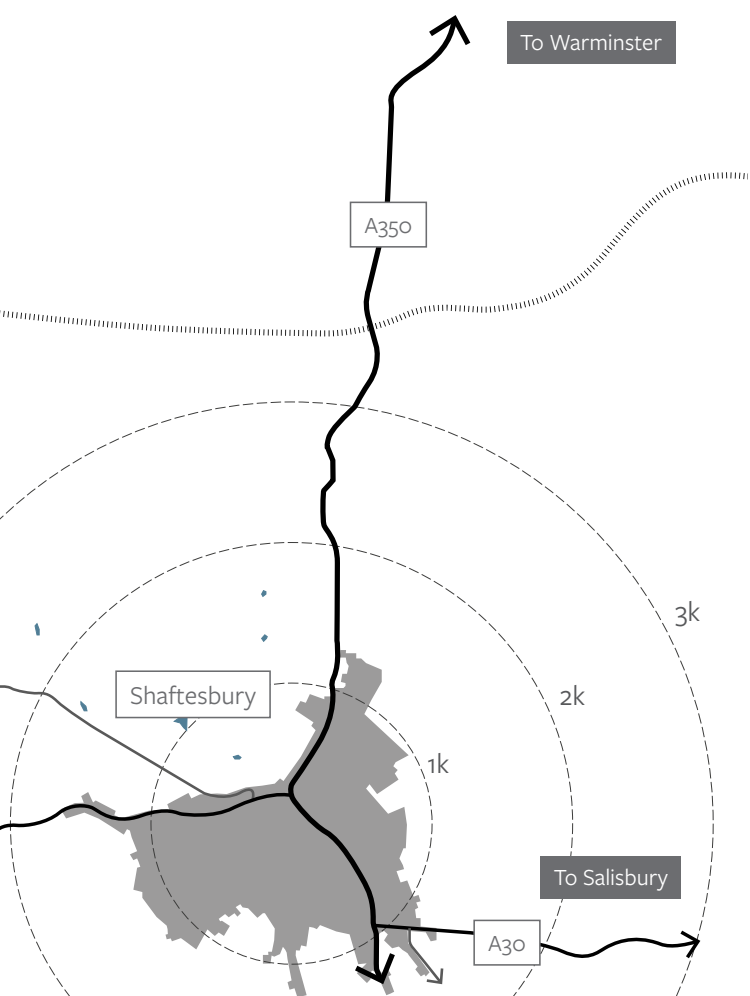 To Warminster
A350
3k
Shaftesbury
2k
1k
To Salisbury
A30